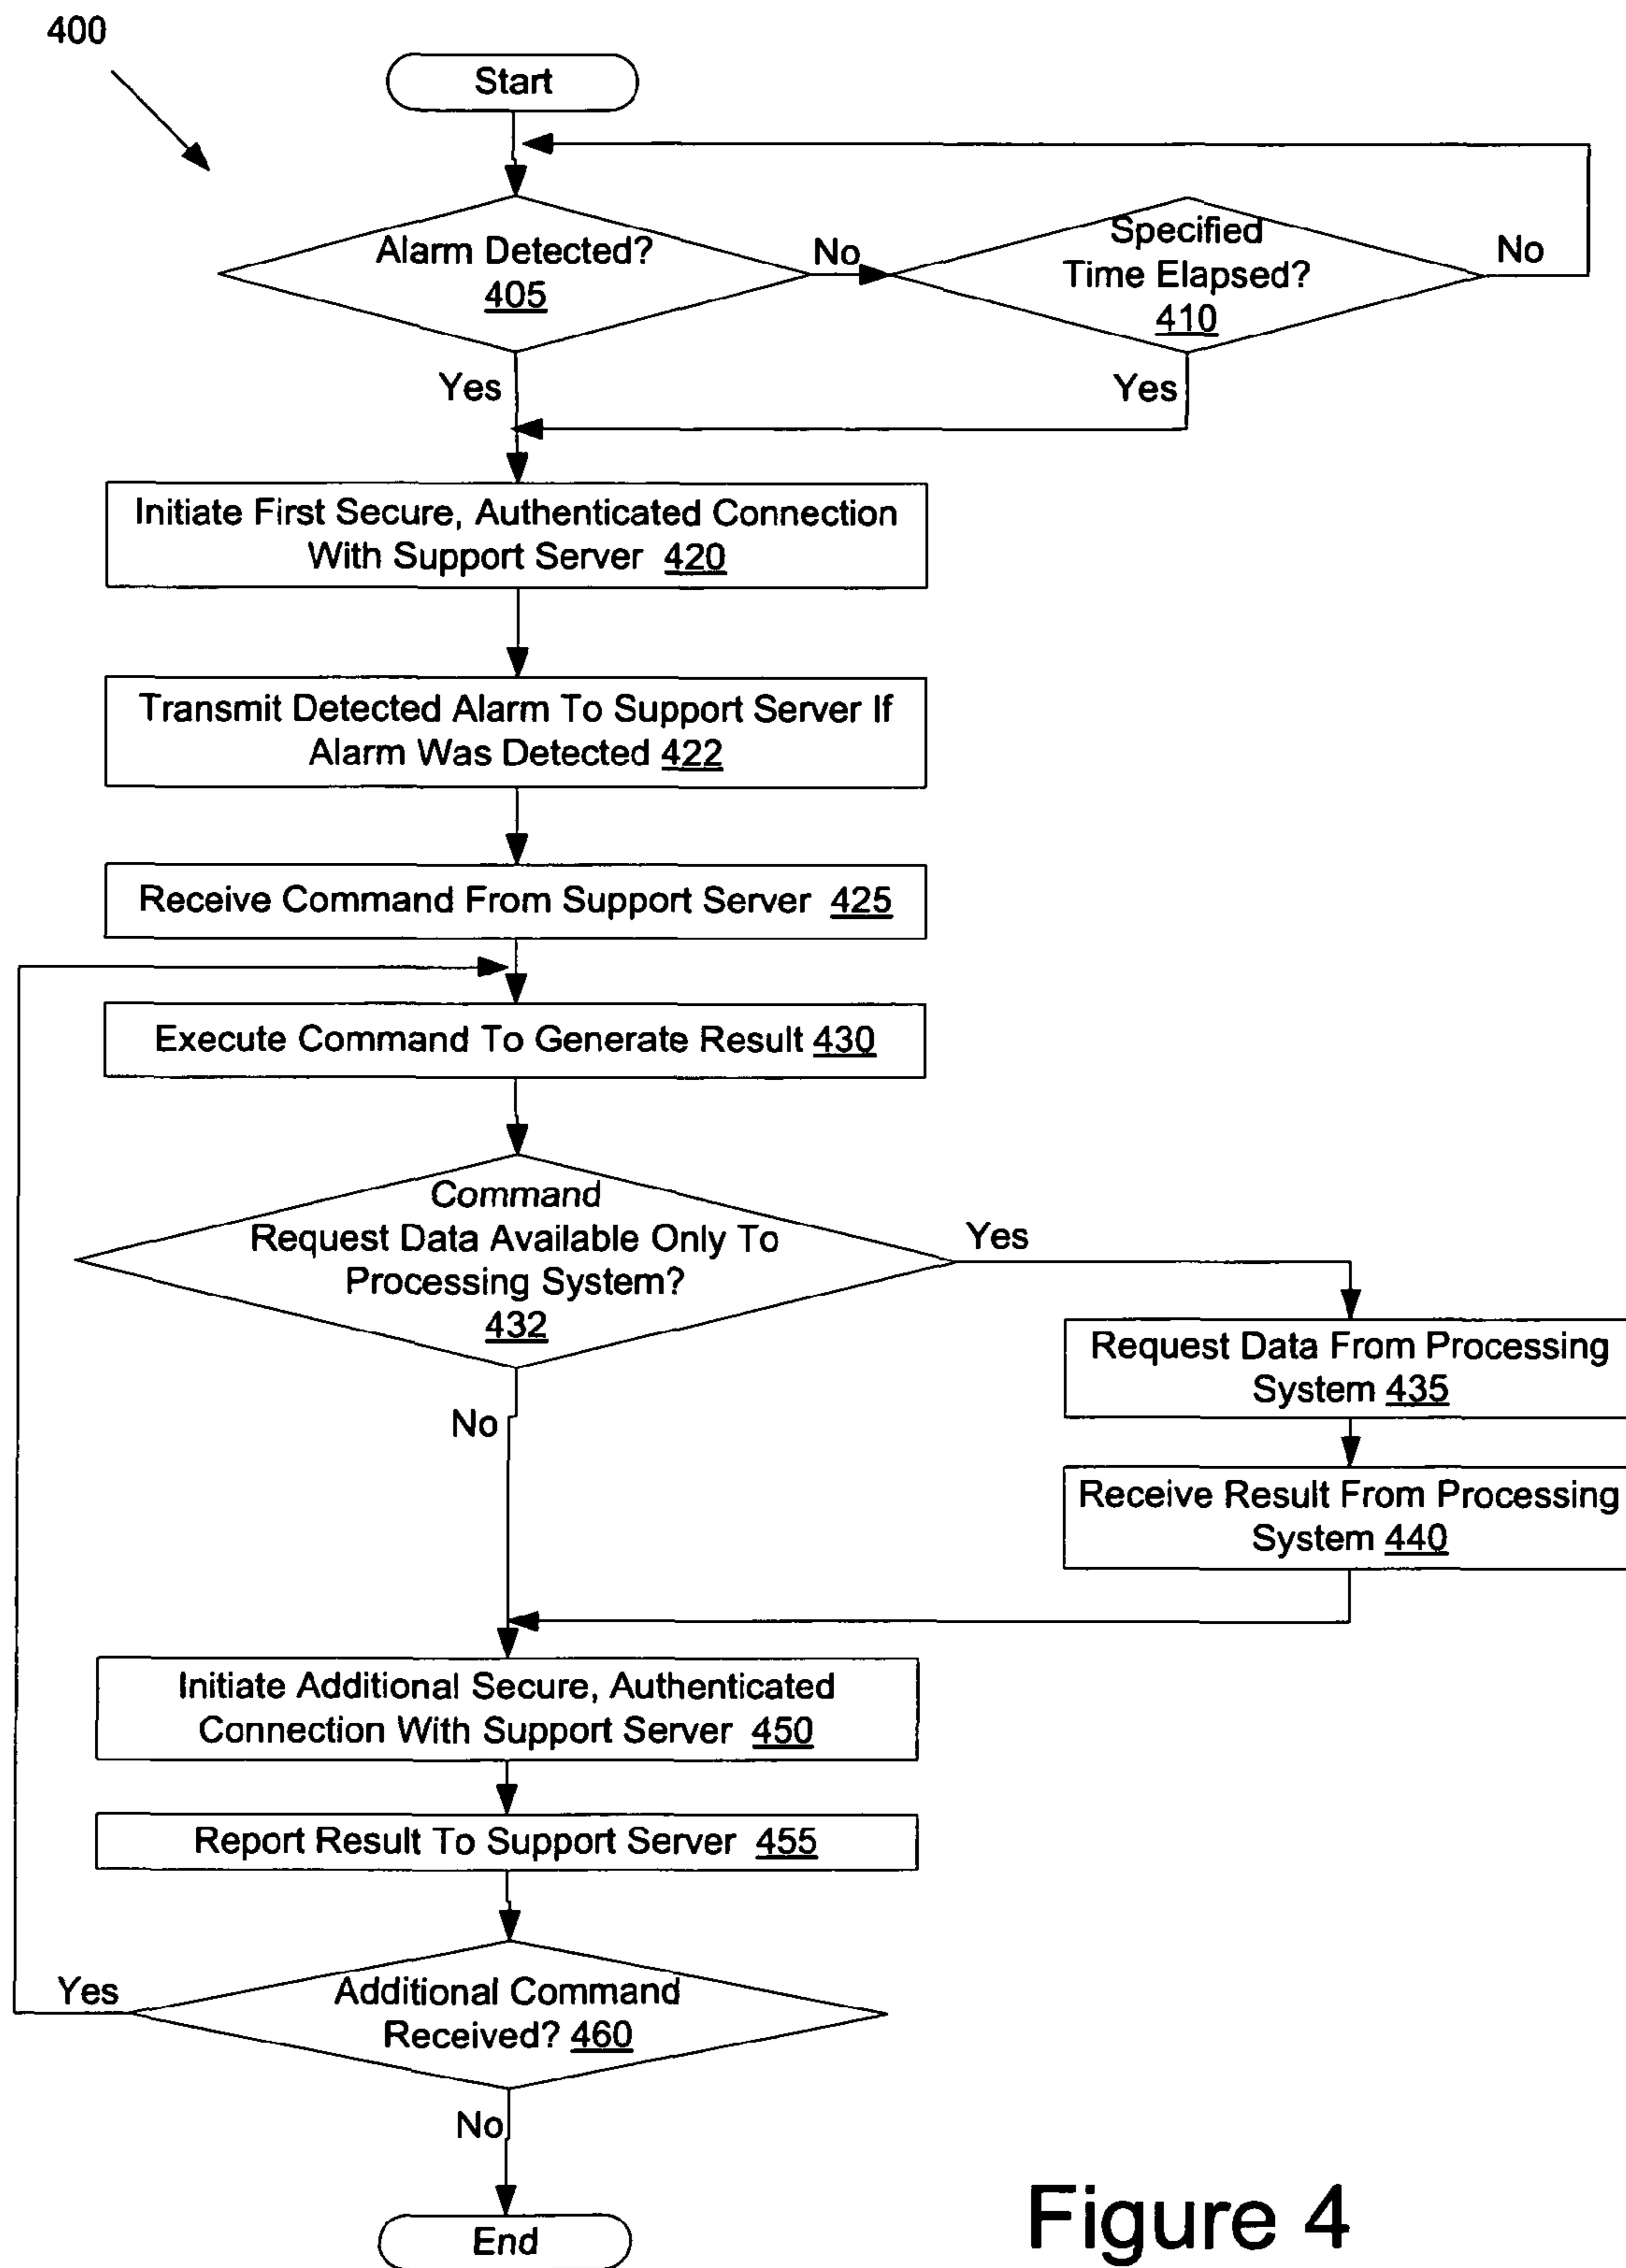 400
Start
Alarm Detected?
405
No
Specified
Time Elapsed?
410
No
Yes
Yes
Initiate First Secure, Authenticated Connection
With Support Server 420
Transmit Detected Alarm To Support Server If
Alarm Was Detected 422
Receive Command From Support Server 425
Execute Command To Generate Result 430
Command
Request Data Available Only To
Processing System?
432
Yes
No
Request Data From Processing
System 435
Receive Result From Processing
System 440
Initiate Additional Secure, Authenticated
Connection With Support Server 450
Report Result To Support Server 455
Yes
Additional Command
Received? 460
No
End
Figure 4